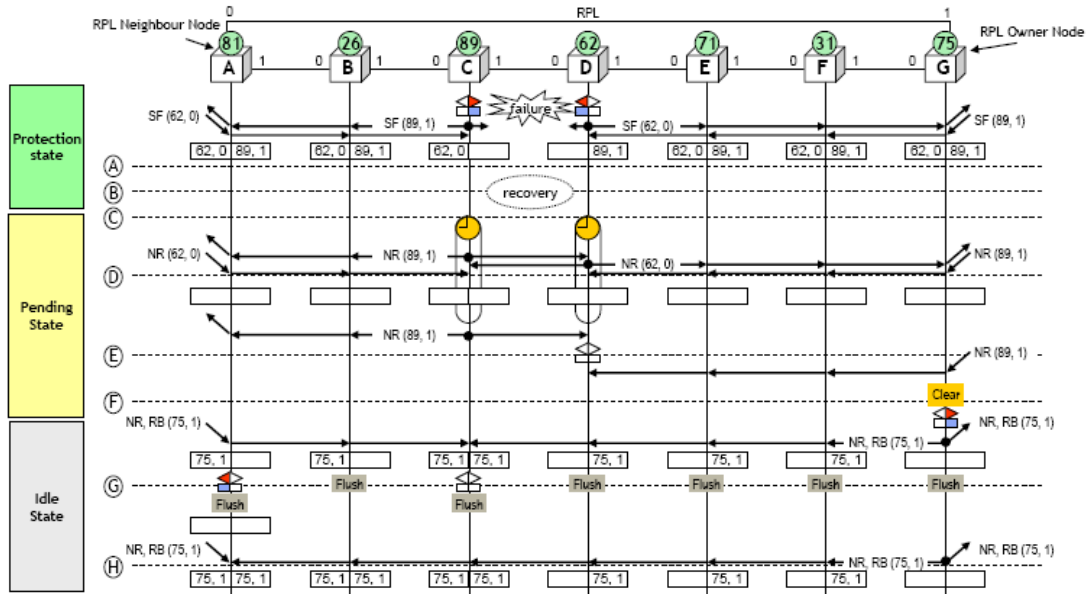 0 RPL 1
RPL Neighbour Node
RPL Owner Node
81 26 89 62 71 31 75
A 1 0 B 1 0 C 1 0 D 1 0 E 1 0 F 1 0 G
Protection
state
failure
SF (62, 0) SF (89, 1) SF (62, 0) SF (89, 1)
62, 0 89, 1 62, 0 89, 1 62, 0 89, 1 62, 0 89, 1 62, 0 89, 1 62, 0 89, 1
A
B
recovery
C
Pending
State
NR (62, 0) NR (89, 1) NR (62, 0) NR (89, 1)
D
NR (89, 1)
E
NR (89, 1)
F
Clear
Idle
State
NR, RB (75, 1) NR, RB (75, 1) NR, RB (75, 1)
75, 1 75, 1 75, 1 75, 1 75, 1 75, 1 75, 1
G
Flush Flush Flush Flush Flush
Flush Flush
NR, RB (75, 1) NR, RB (75, 1) NR, RB (75, 1)
H
75, 1 75, 1 75, 1 75, 1 75, 1 75, 1 75, 1 75, 1 75, 1